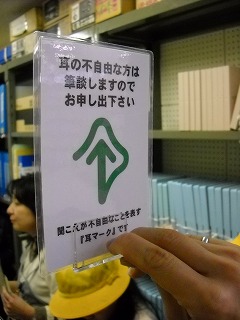 耳の不自由な方は
筆談しますので
お申し出下さい
聞こえが不自由なことを表す
『耳マーク』です